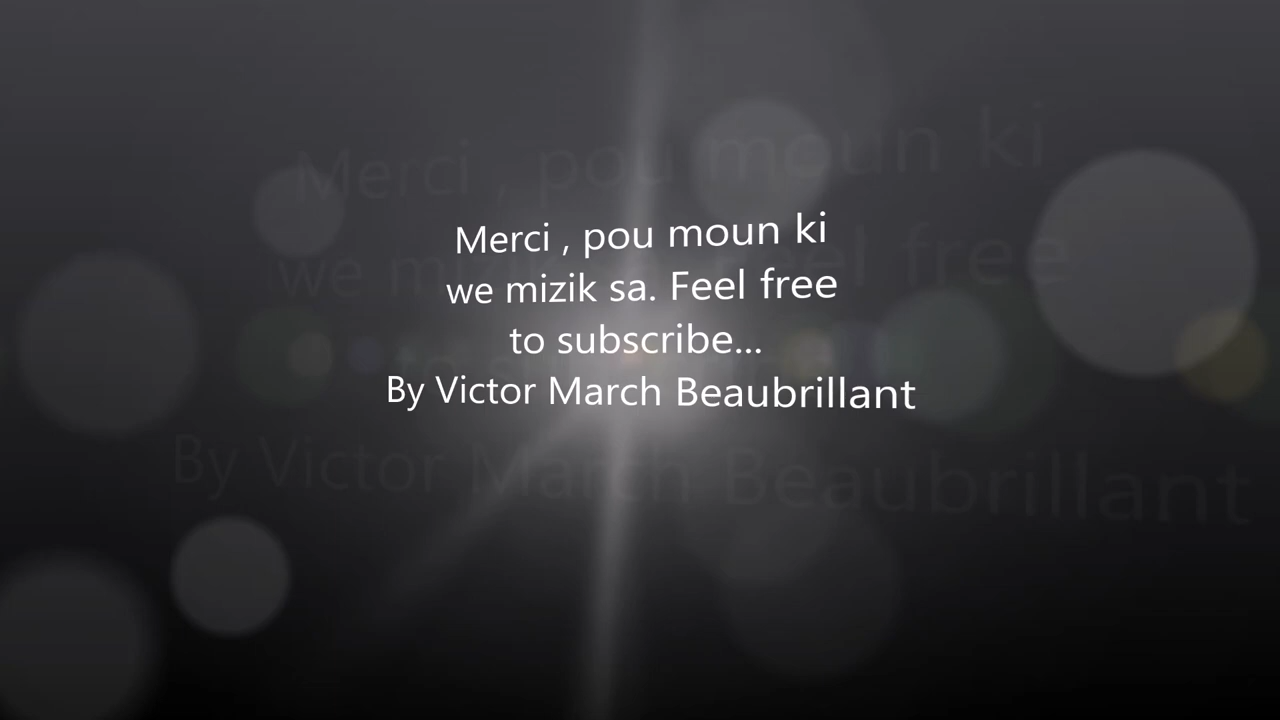 Merci , pou moun ki
we mizik sa. Feel free
to subscribe...
By Victor March Beaubrillant